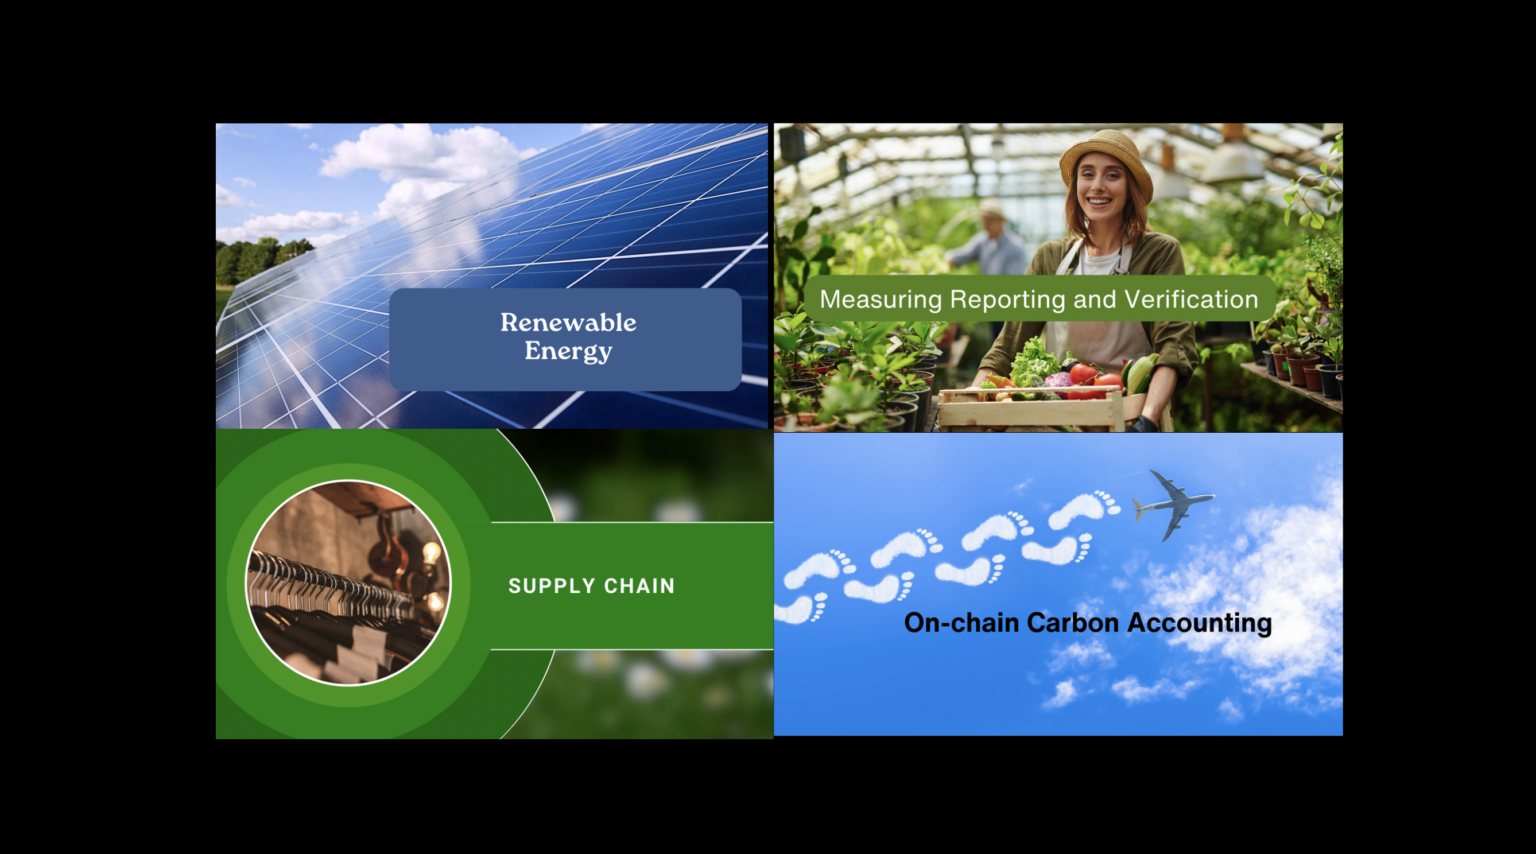 Renewable
Energy
Measuring Reporting and Verification
SUPPLY CHAIN
On-chain Carbon Accounting